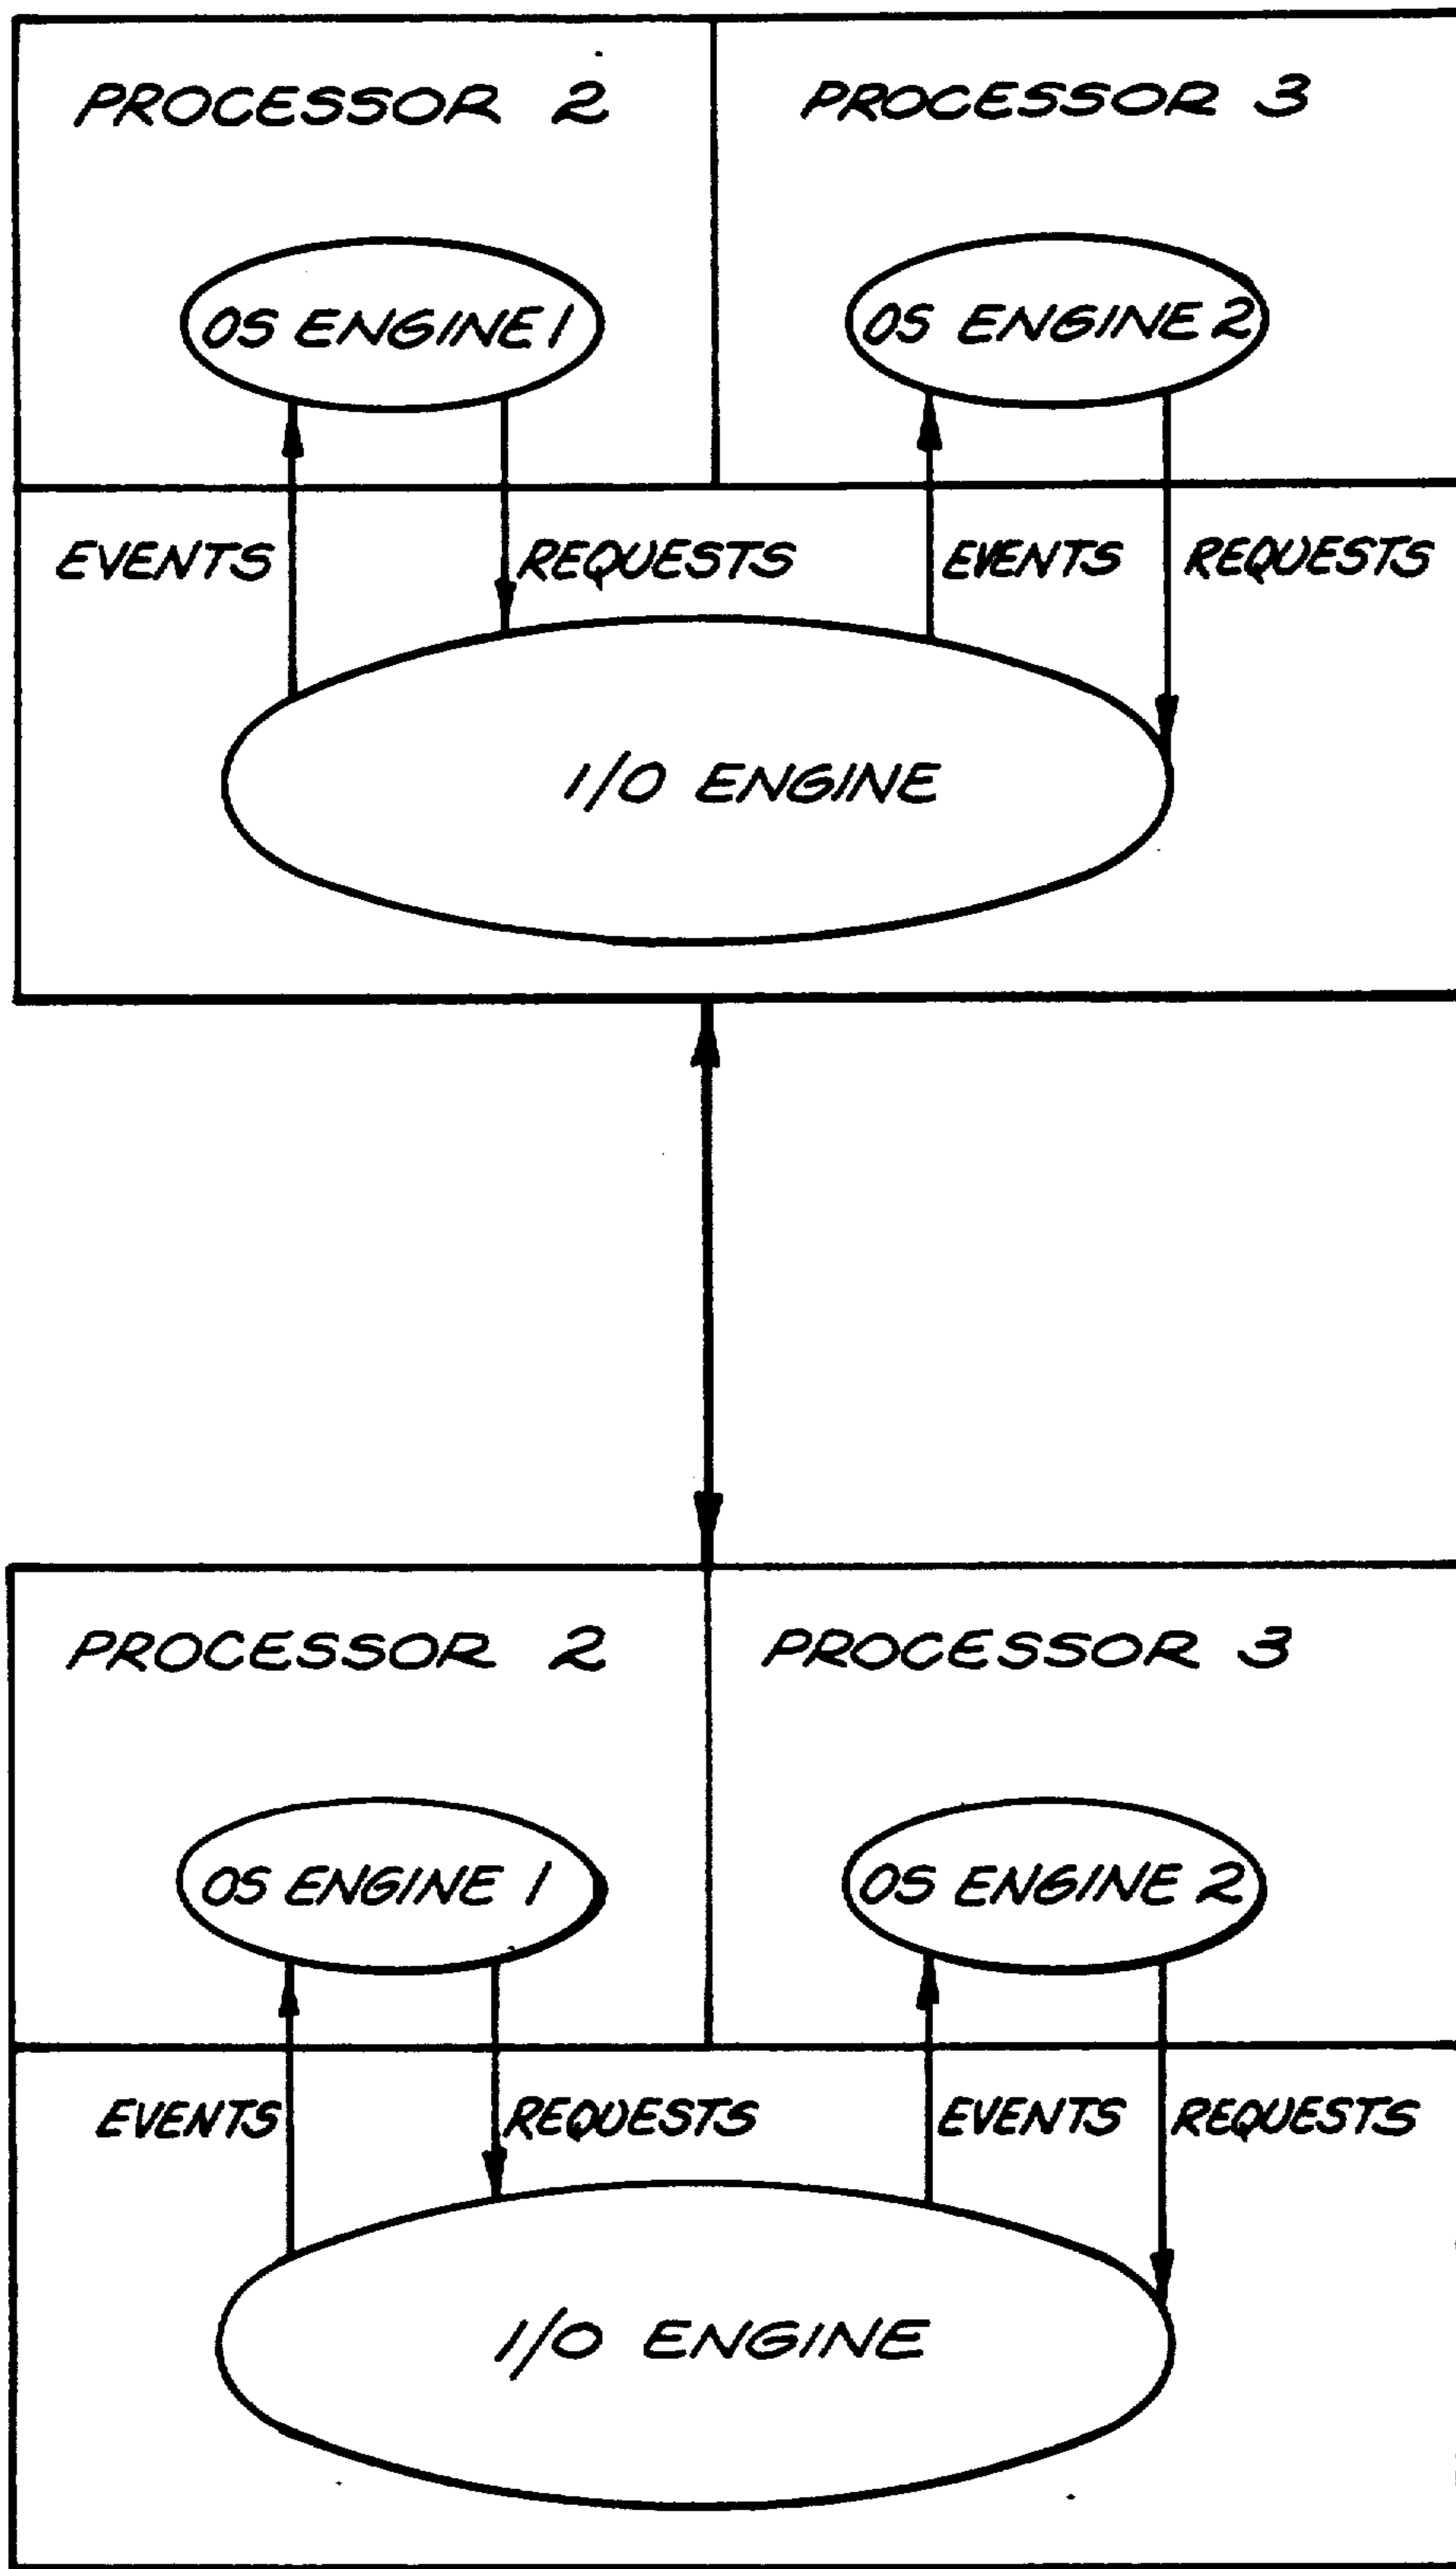 PROCESSOR 2
PROCESSOR 3
OS ENGINE 1
OS ENGINE 2
EVENTS
REQUESTS
EVENTS
REQUESTS
I/O ENGINE
PROCESSOR 2
PROCESSOR 3
OS ENGINE 1
OS ENGINE 2
EVENTS
REQUESTS
EVENTS
REQUESTS
I/O ENGINE